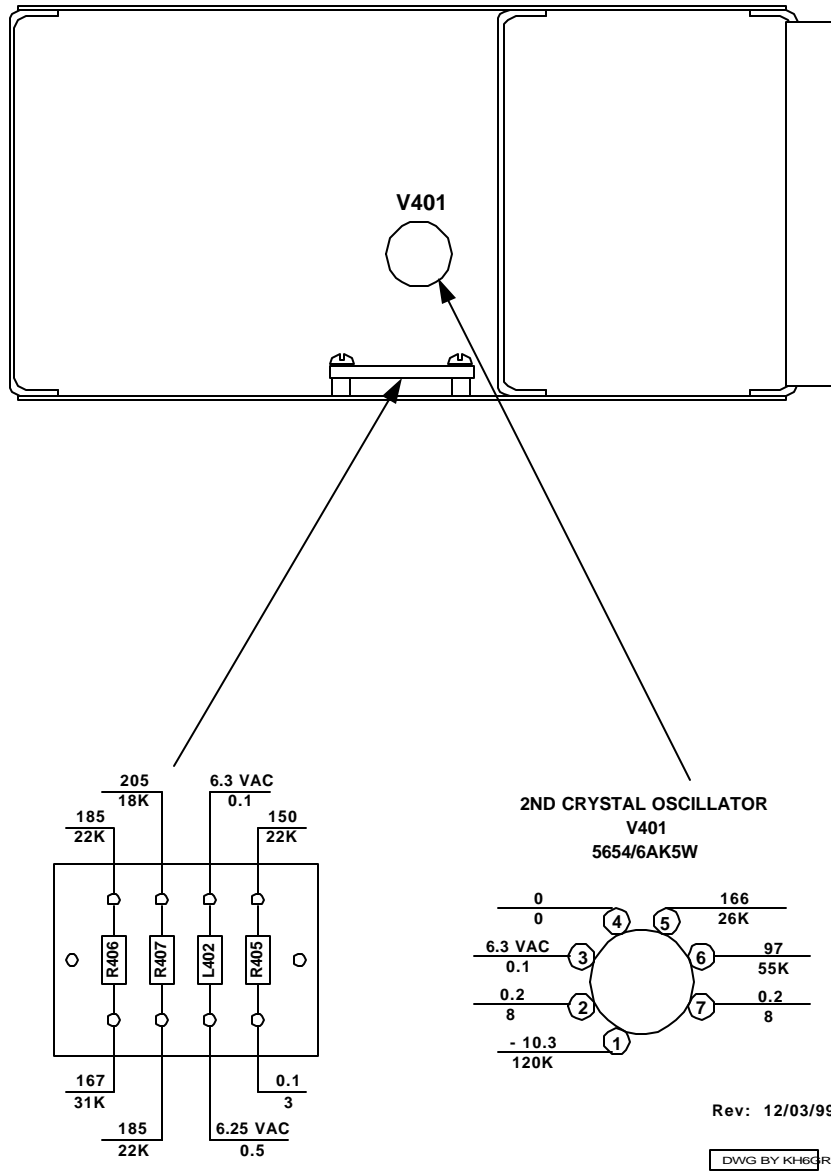 V401
205
18K
6.3 VAC
0.1
185
22K
150
22K
R406
R407
L402
R405
167
31K
0.1
3
185
22K
6.25 VAC
0.5
2ND CRYSTAL OSCILLATOR
V401
5654/6AK5W
0
0
4
5
166
26K
6.3 VAC
0.1
3
6
97
55K
0.2
8
2
7
0.2
8
- 10.3
120K
1
Rev: 12/03/99
DWG BY KH6GR